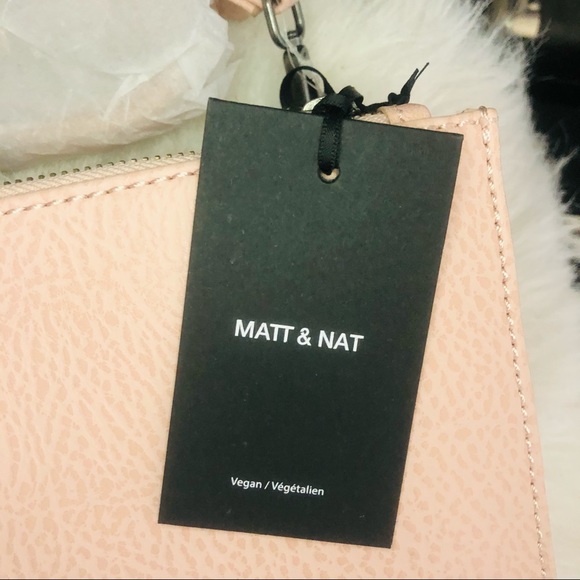 MATT & NAT
Vegan / Végétalien